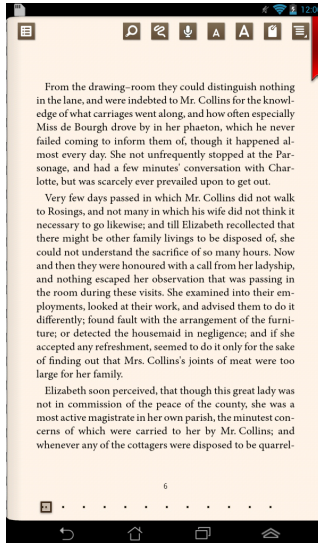 12:00
A
A
From the drawing-room they could distinguish nothing
in the lane, and were indebted to Mr. Collins for the knowl-
edge of what carriages went along, and how often especially
Miss de Bourgh drove by in her phaeton, which he never
failed coming to inform them of, though it happened al-
most every day. She not unfrequently stopped at the Par-
sonage, and had a few minutes' conversation with Char-
lotte, but was scarcely ever prevailed upon to get out.
Very few days passed in which Mr. Collins did not walk
to Rosings, and not many in which his wife did not think it
necessary to go likewise; and till Elizabeth recollected that
there might be other family livings to be disposed of, she
could not understand the sacrifice of so many hours. Now
and then they were honoured with a call from her ladyship,
and nothing escaped her observation that was passing in
the room during these visits. She examined into their em-
ployments, looked at their work, and advised them to do it
differently; found fault with the arrangement of the furni-
ture; or detected the housemaid in negligence; and if she
accepted any refreshment, seemed to do it only for the sake
of finding out that Mrs. Collins's joints of meat were too
large for her family.
Elizabeth soon perceived, that though this great lady was
not in commission of the peace of the county, she was a
most active magistrate in her own parish, the minutest con-
cerns of which were carried to her by Mr. Collins; and
whenever any of the cottagers were disposed to be quarrel-
6